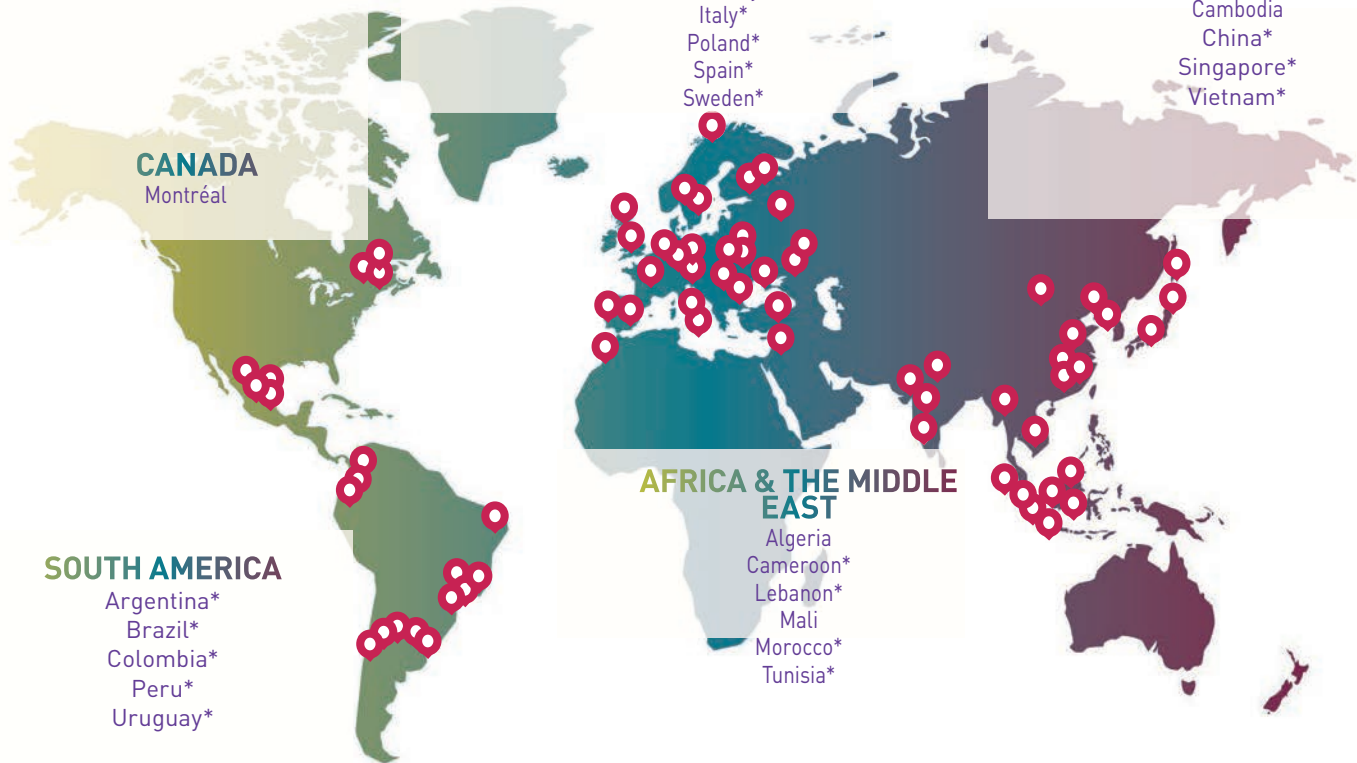 Italy*
Poland*
Spain*
Sweden*
Cambodia
China*
Singapore*
Vietnam*
CANADA
Montréal
AFRICA & THE MIDDLE
EAST
Algeria
Cameroon*
Lebanon*
Mali
Morocco*
Tunisia*
SOUTH AMERICA
Argentina*
Brazil*
Colombia*
Peru*
Uruguay*